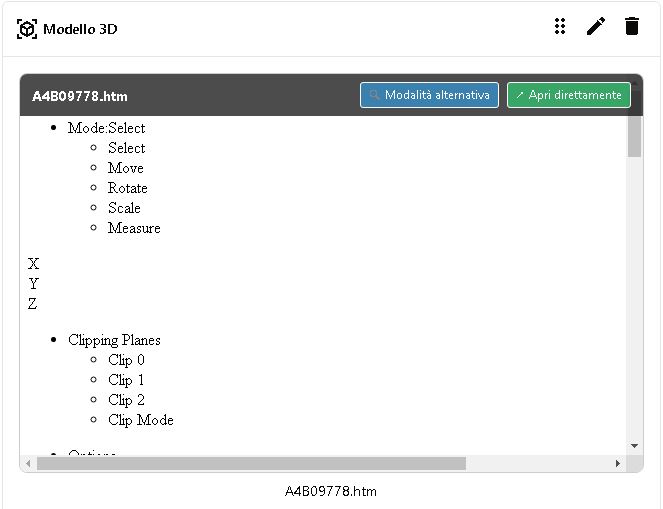 Modello 3D
A4B09778.htm
Modalità alternativa
Apri direttamente
Mode:Select
Select
Move
Rotate
Scale
Measure
X
Y
Z
Clipping Planes
Clip 0
Clip 1
Clip 2
Clip Mode
Options
A4B09778.htm